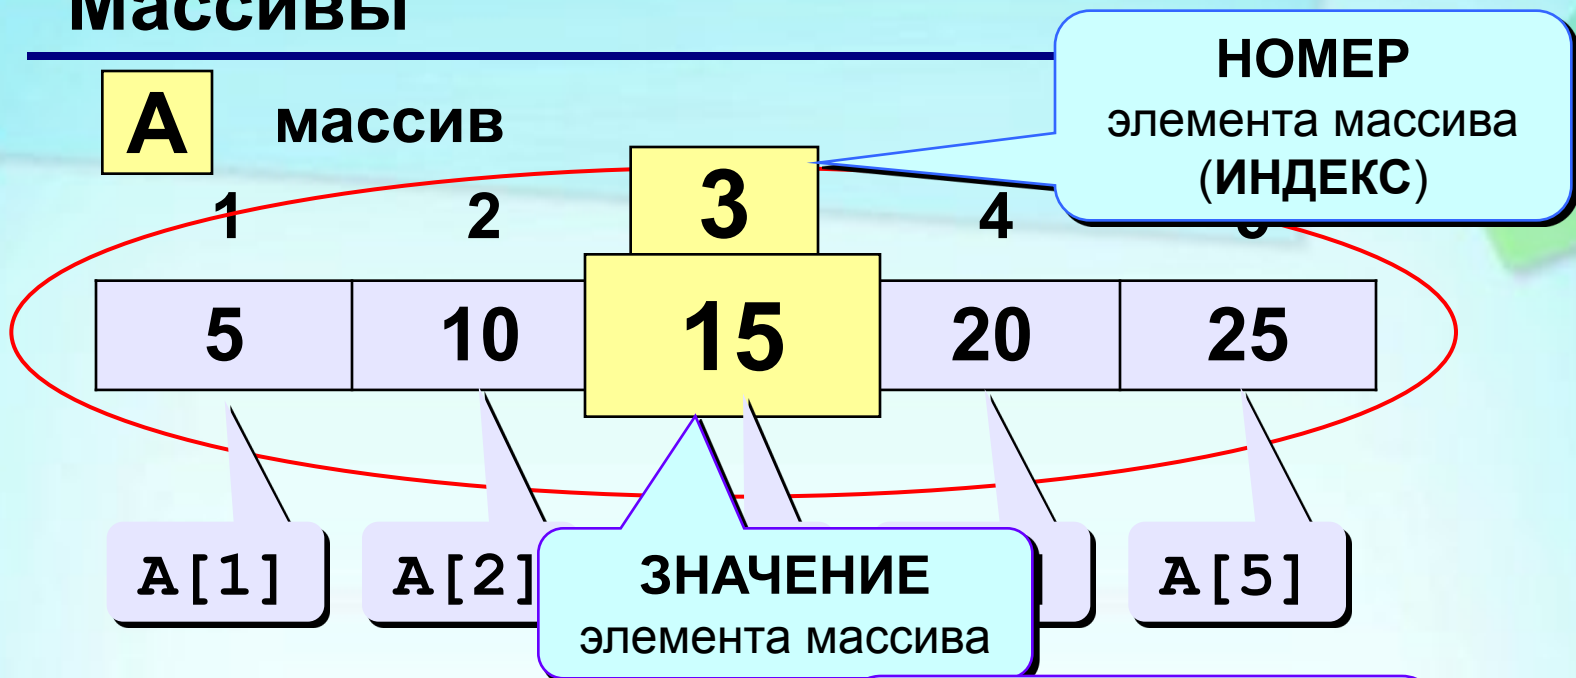 Массивы
A массив
НОМЕР
элемента массива
(ИНДЕКС)
1 2 3 4
5 10 15 20 25
A[1] A[2] A[5]
ЗНАЧЕНИЕ
элемента массива